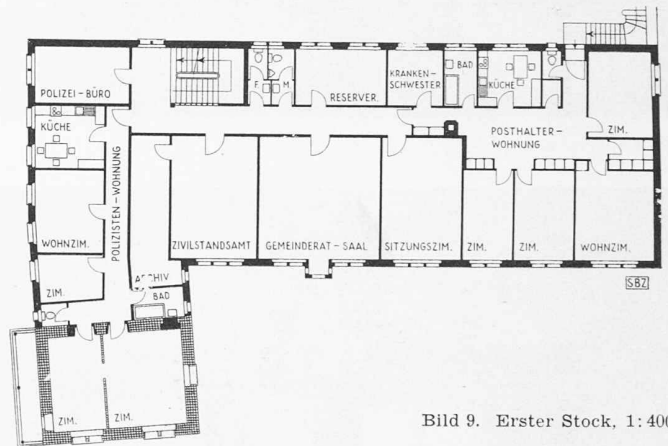 POLIZEI-BÜRO
F.
M.
RESERVER.
KRANKEN-
SCHWESTER
BAD
KÜCHE
ZIM.
KÜCHE
POLIZISTEN-WOHNUNG
POSTHALTER-
WOHNUNG
WOHNZIM.
ZIVILSTANDSAMT
GEMEINDERAT-SAAL
SITZUNGSZIM.
ZIM.
ZIM.
WOHNZIM.
ZIM.
ARCHIV
BAD
SBZ
ZIM.
ZIM.
Bild 9. Erster Stock, 1:400